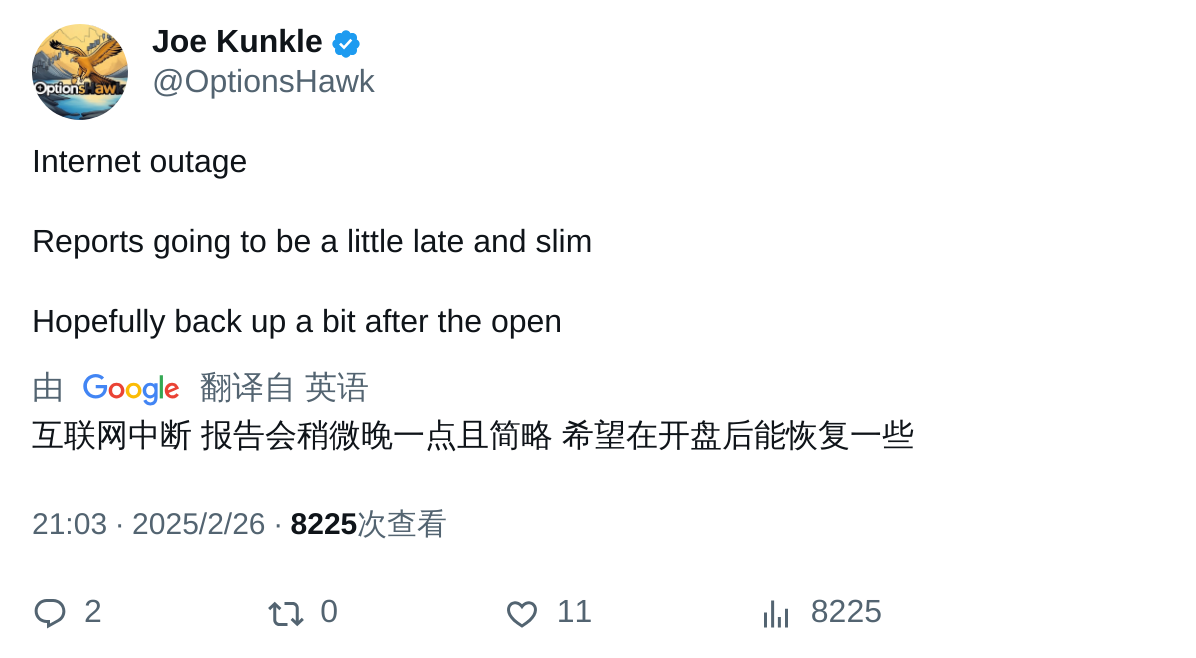 Joe Kunkle
@OptionsHawk
Internet outage
Reports going to be a little late and slim
Hopefully back up a bit after the open
由 Google 翻译自 英语
互联网中断 报告会稍微晚一点且简略 希望在开盘后能恢复一些
21:03 · 2025/2/26 · 8225次查看
2 0 11 8225